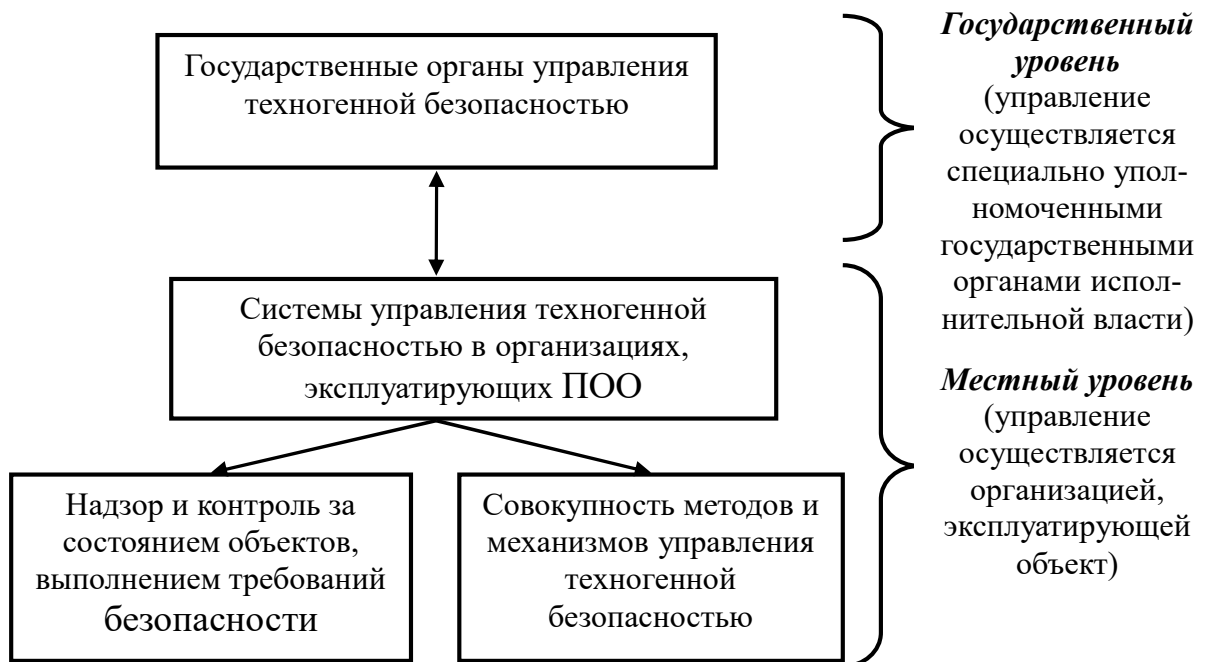 Государственные органы управления
техногенной безопасностью
Государственный
уровень
(управление
осуществляется
специально упол-
номоченными
государственными
органами испол-
нительной власти)
Системы управления техногенной
безопасностью в организациях,
эксплуатирующих ПОО
Местный уровень
(управление
осуществляется
организацией,
эксплуатирующей
объект)
Надзор и контроль за
состоянием объектов,
выполнением требований
безопасности
Совокупность методов и
механизмов управления
техногенной
безопасностью